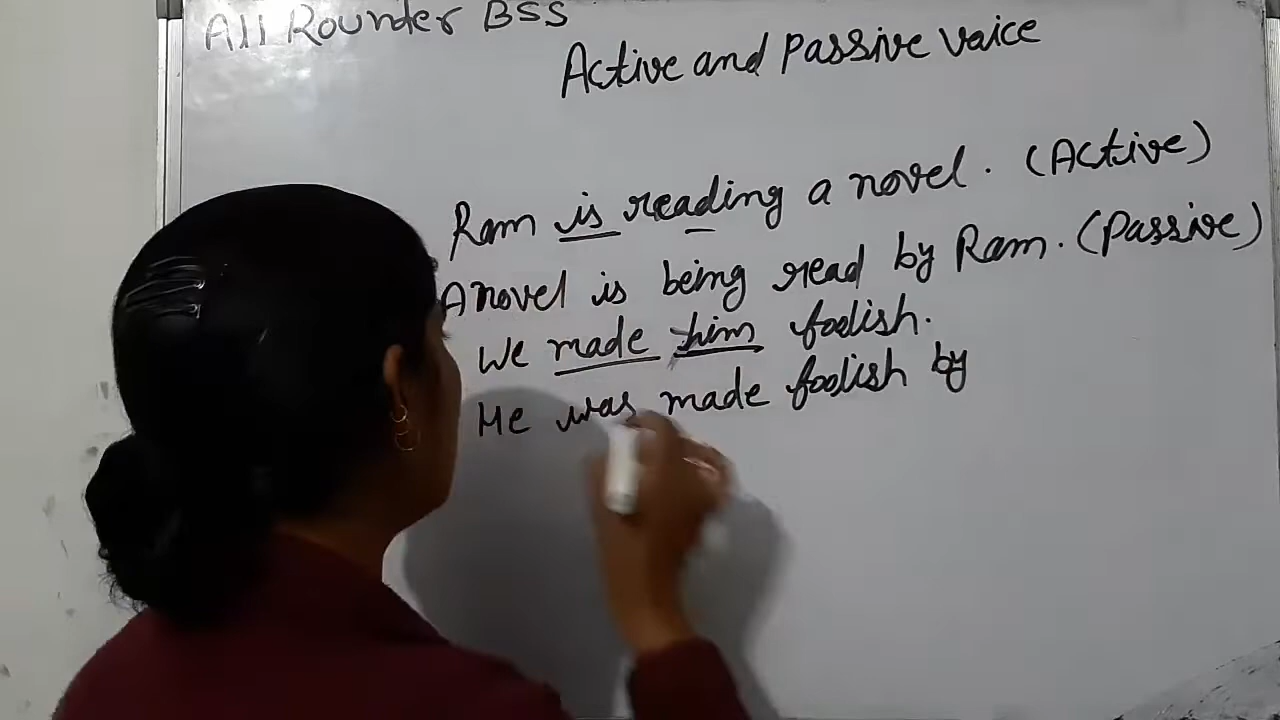 All Rounder BSS
Active and Passive Voice
Ram is reading a novel. (Active)
A novel is being read by Ram. (Passive)
We made him foolish.
He was made foolish by